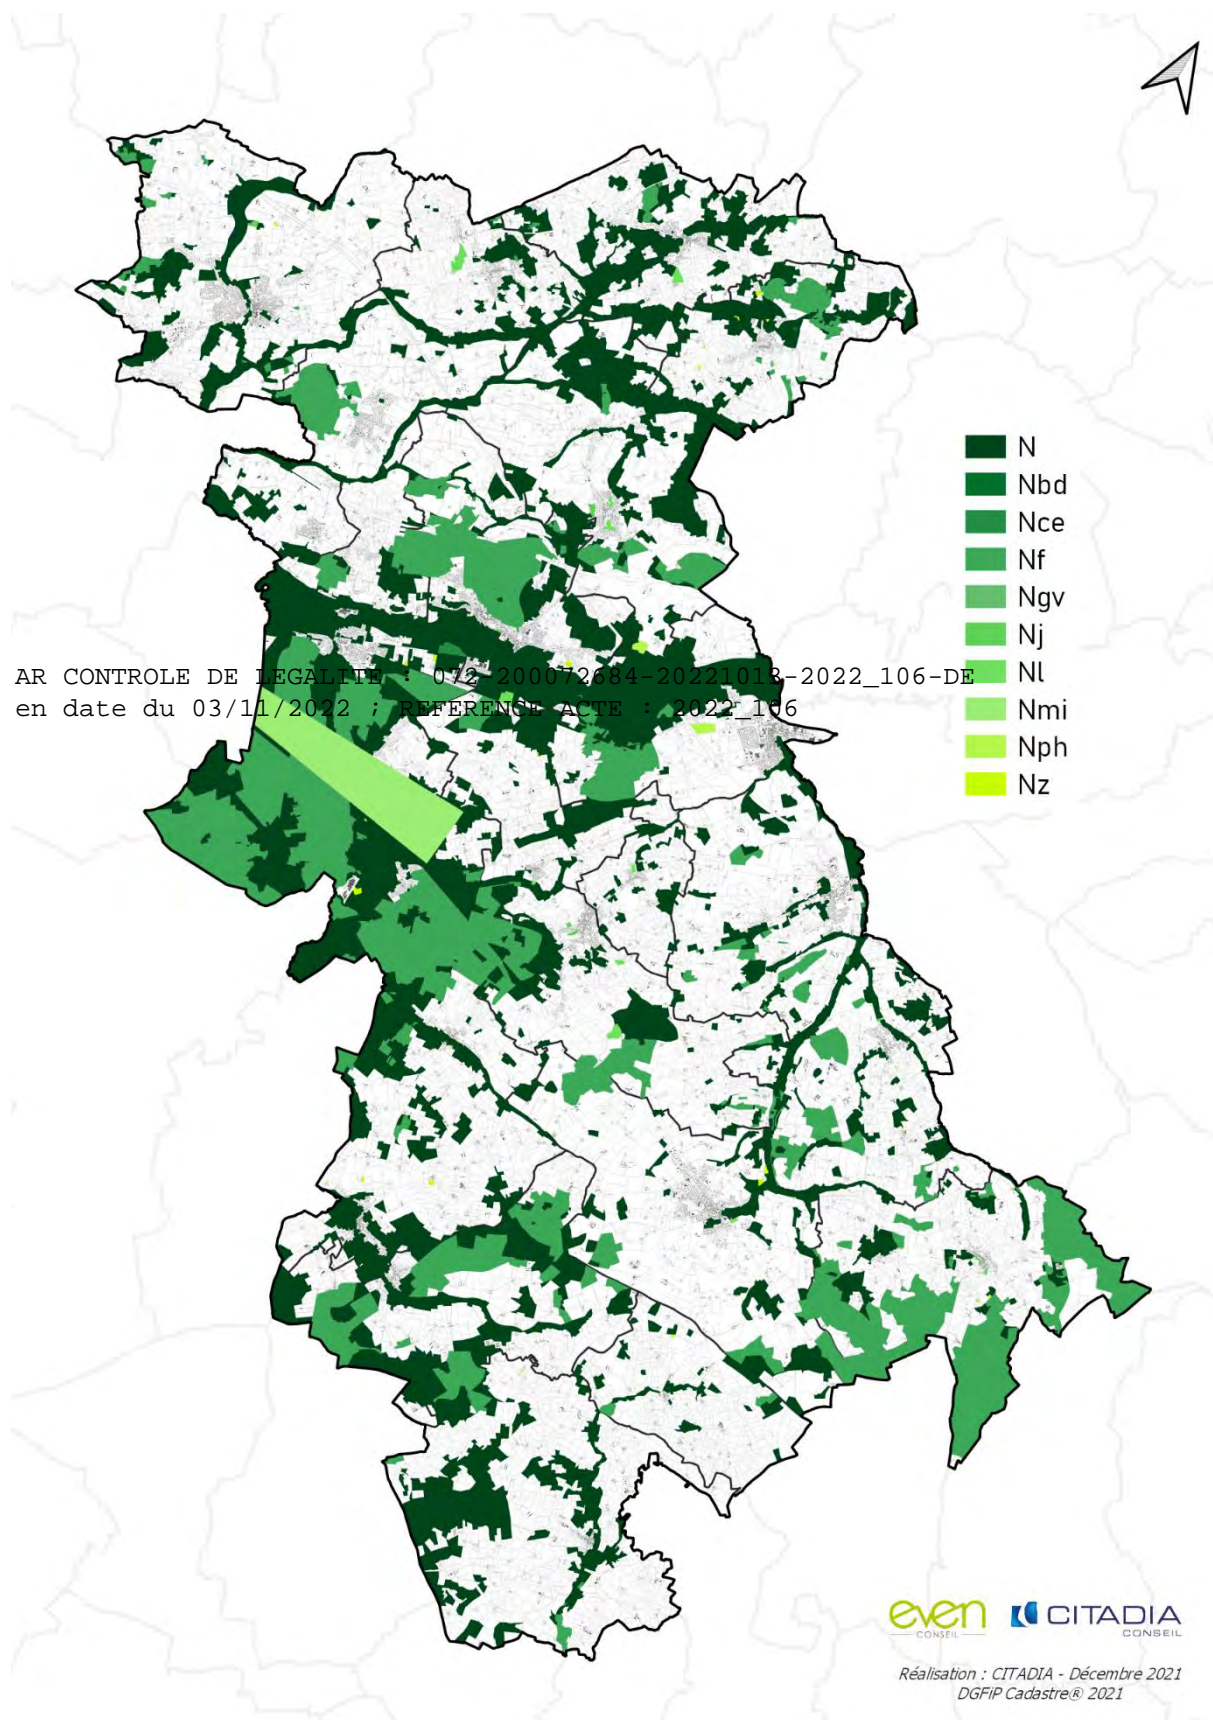 N
Nbd
Nce
Nf
Ngv
Nj
Nl
Nmi
Nph
Nz
AR CONTROLE DE LEGALITE : 072-200072684-20221018-2022_106-DE
en date du 03/11/2022 ; REFERENCE ACTE : 2022_106
even
CONSEIL
CITADIA
CONSEIL
Réalisation : CITADIA - Décembre 2021
DGFiP Cadastre® 2021